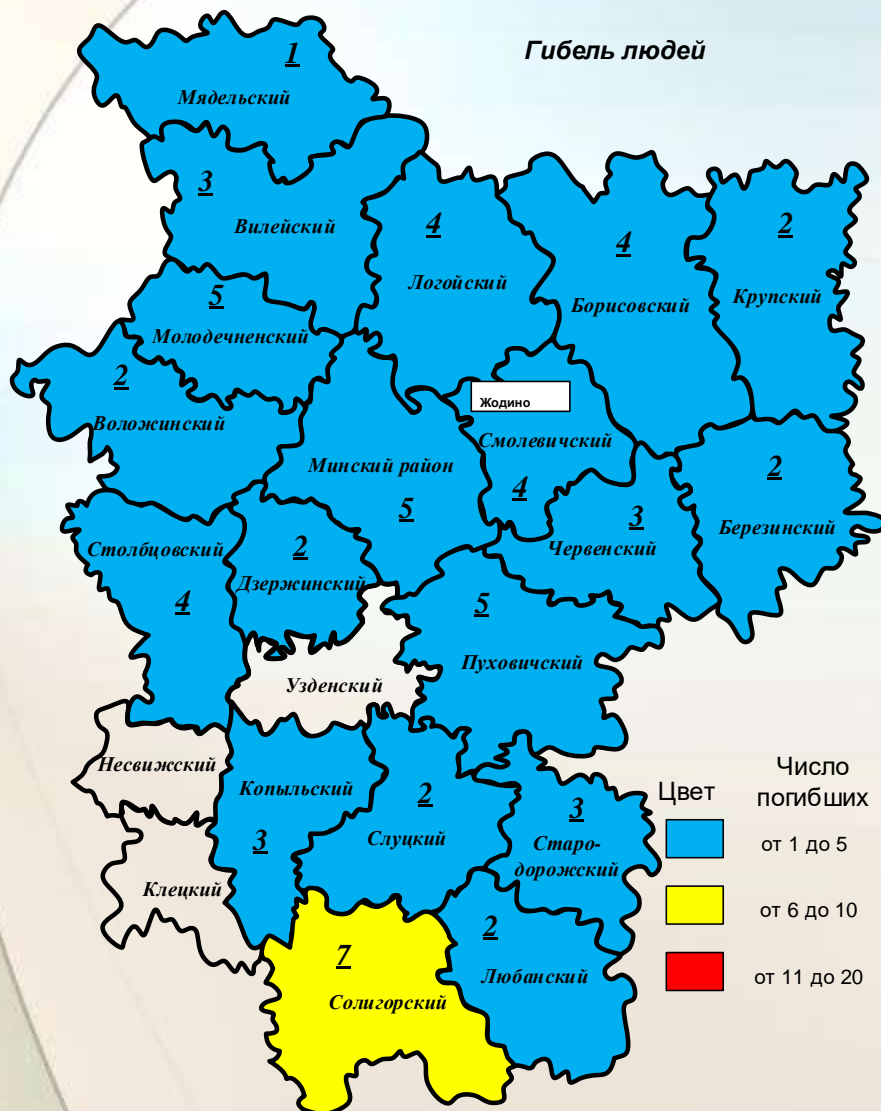 Гибель людей
1
Мядельский
3
Вилейский
4
Логойский
4
Борисовский
2
Крупский
5
Молодечненский
2
Воложинский
Жодино
Смолевичский
4
Минский район
5
3
Червенский
2
Березинский
Столбцовский
4
2
Дзержинский
5
Пуховичский
Узденский
Несвижский
Копыльский
3
2
Слуцкий
3
Старо-
дорожский
Клецкий
7
Солигорский
2
Любанский
Цвет
Число
погибших
от 1 до 5
от 6 до 10
от 11 до 20